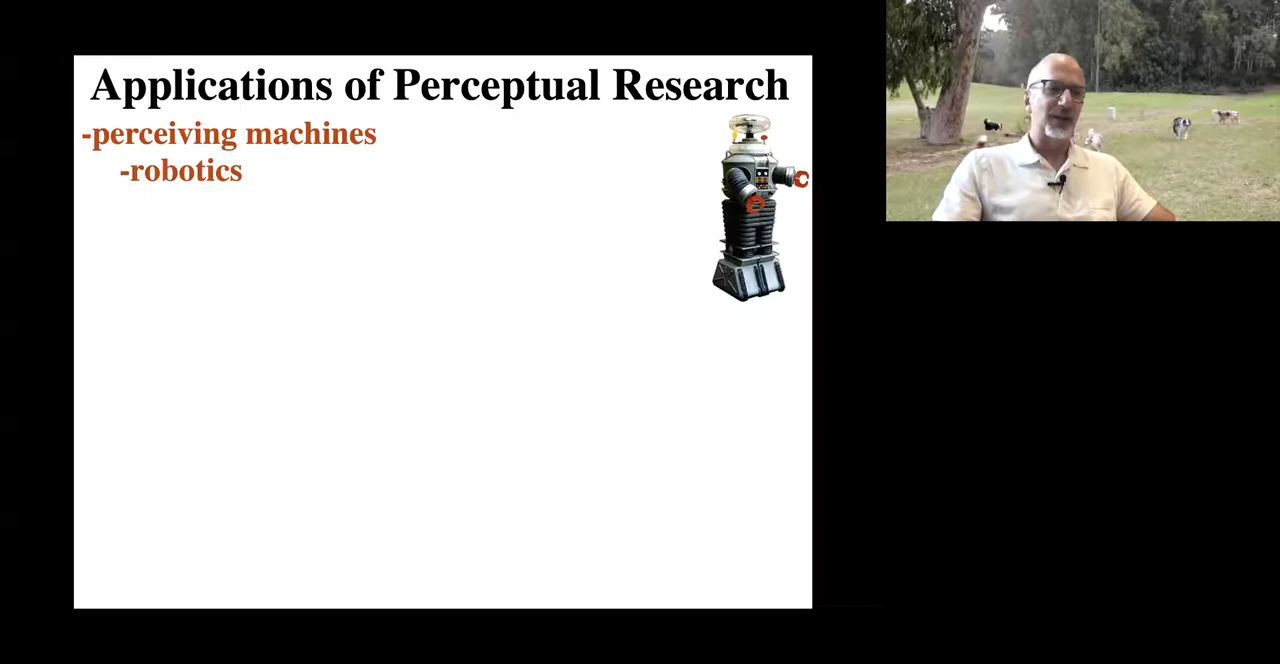 Applications of Perceptual Research
-perceiving machines
-robotics